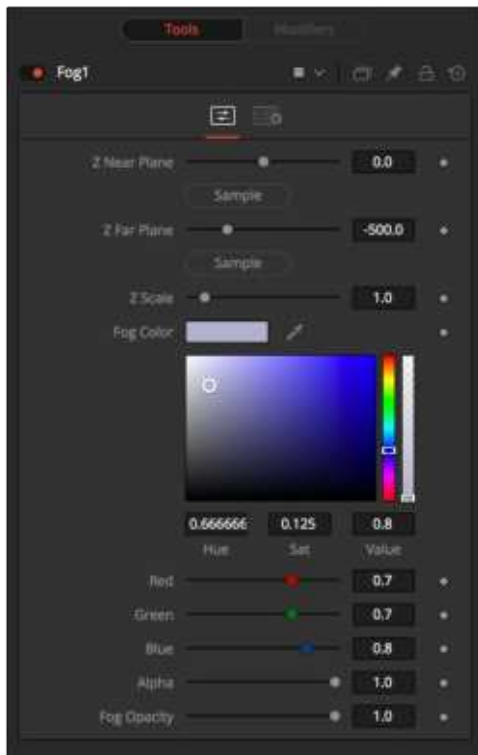 Tools Modifiers
Fog1
Z Near Plane 0.0
Sample
Z Far Plane -500.0
Sample
Z Scale 1.0
Fog Color
0.666666 0.125 0.8
Hue Sat Value
Red 0.7
Green 0.7
Blue 0.8
Alpha 1.0
Fog Opacity 1.0